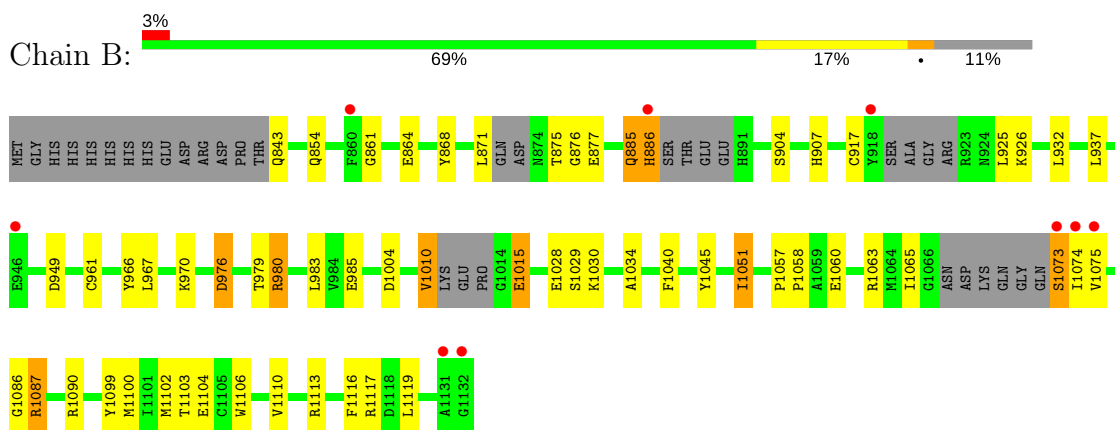 3%
Chain B:
69% 17% • 11%
MET GLY HIS HIS HIS HIS HIS HIS GLU ASP ARG ASP PRO THR Q843 Q854 F860 G861 E864 Y868 L871 GLN ASP N874 T875 G876 E877 Q885 H886 SER THR GLU GLU H891 S904 H907 C917 Y918 SER ALA GLY ARG R923 N924 L925 K926 L932 L937
E946 D949 C961 Y966 L967 K970 D976 T979 R980 L983 V984 E985 D1004 V1010 LYS GLU PRO G1014 E1015 E1028 S1029 K1030 A1034 F1040 Y1045 I1051 P1057 P1058 A1059 E1060 R1063 M1064 I1065 G1066 ASN ASP LYS GLN GLY GLN S1073 I1074 V1075
G1086 R1087 R1090 Y1099 M1100 I1101 M1102 T1103 E1104 C1105 W1106 V1110 R1113 F1116 R1117 D1118 L1119 A1131 G1132